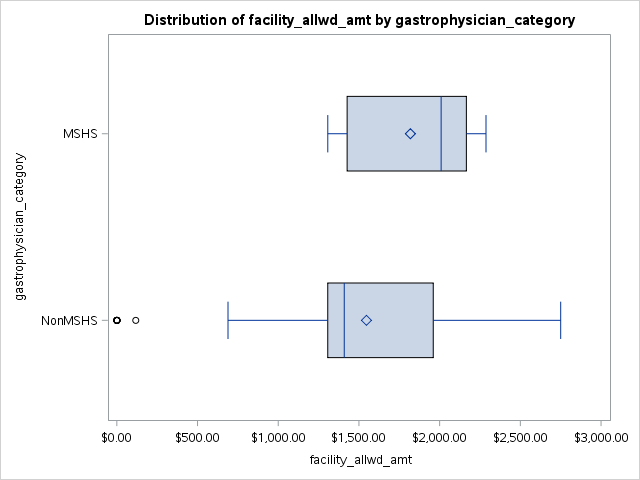 Distribution of facility_allwd_amt by gastrophysician_category
gastrophysician_category
MSHS
NonMSHS
$0.00 $500.00 $1,000.00 $1,500.00 $2,000.00 $2,500.00 $3,000.00
facility_allwd_amt